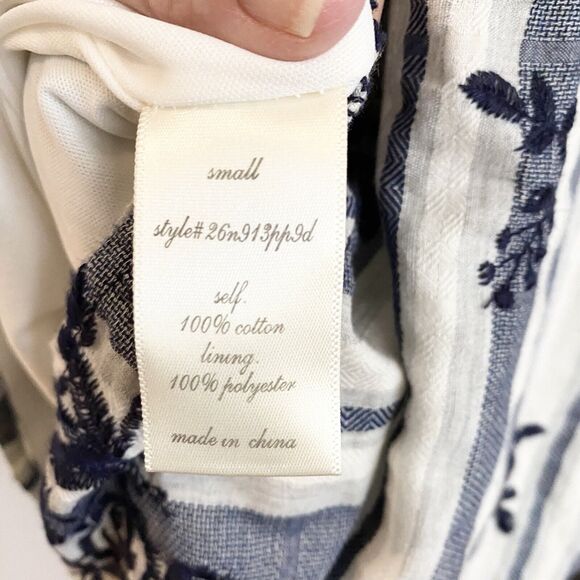 small
style# 26n913pp9d
self.
100% cotton
lining.
100% polyester
made in china